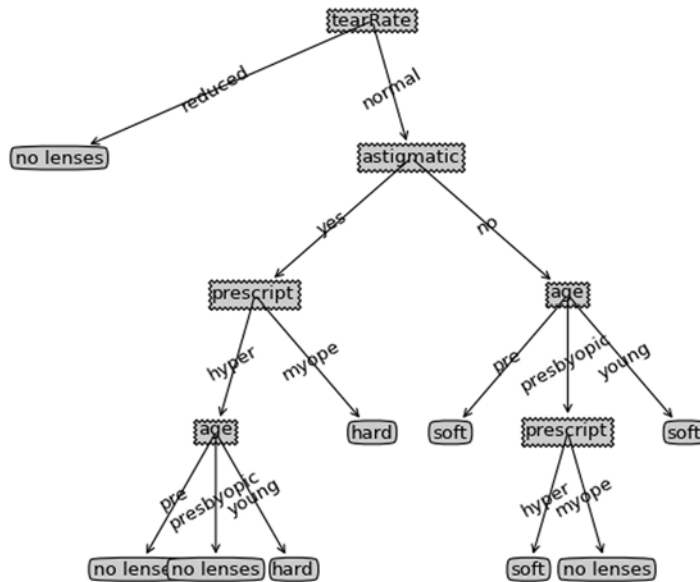 tearRate
reduced
normal
no lenses
astigmatic
yes
no
prescript
age
hyper
myope
pre
presbyopic
young
age
hard
soft
prescript
soft
pre
presbyopic
young
hyper
myope
no lense
no lenses
hard
soft
no lenses